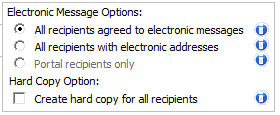 Electronic Message Options:
All recipients agreed to electronic messages
All recipients with electronic addresses
Portal recipients only
Hard Copy Option:
Create hard copy for all recipients